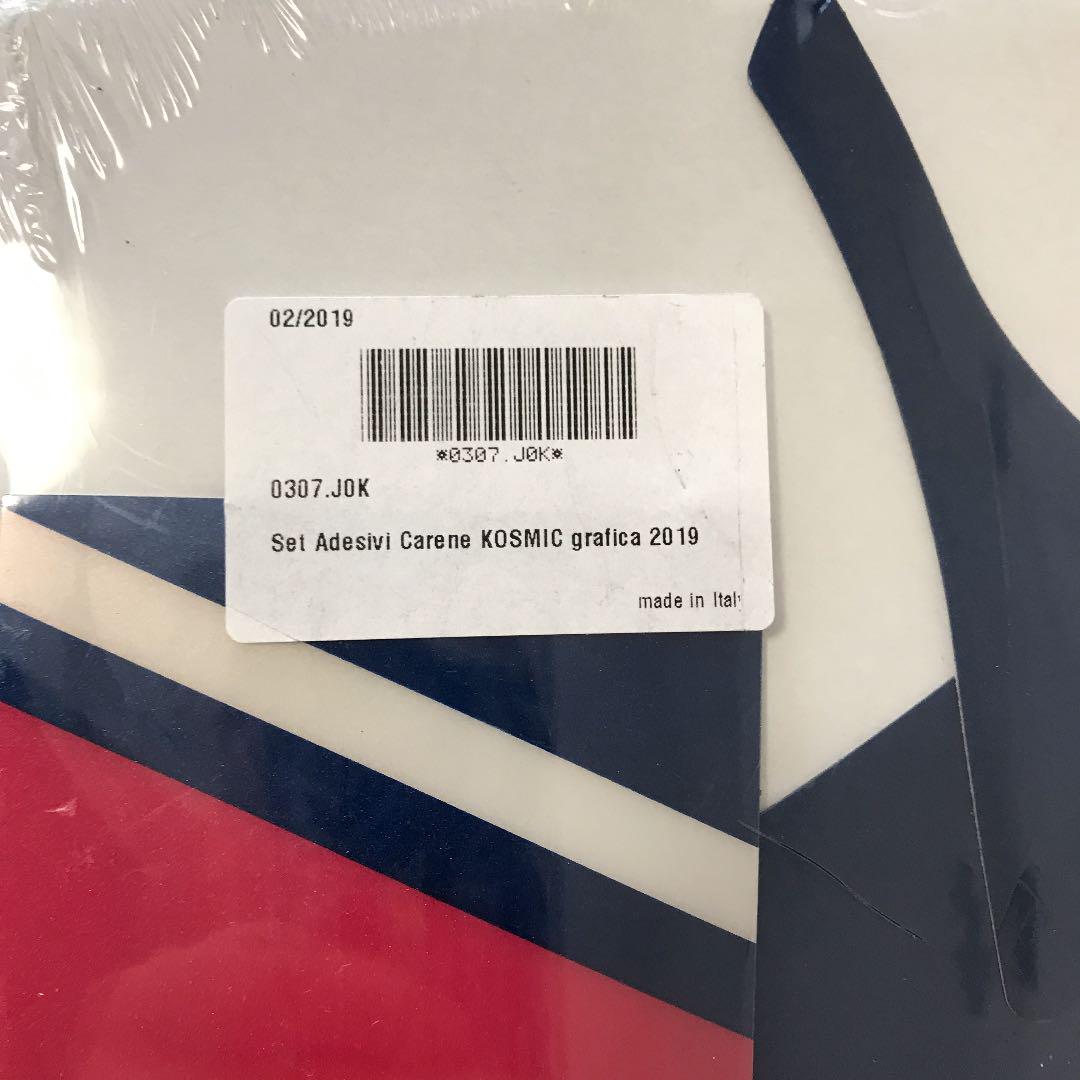 02/2019
*0307.J0K*
0307.J0K
Set Adesivi Carene KOSMIC grafica 2019
made in Italy